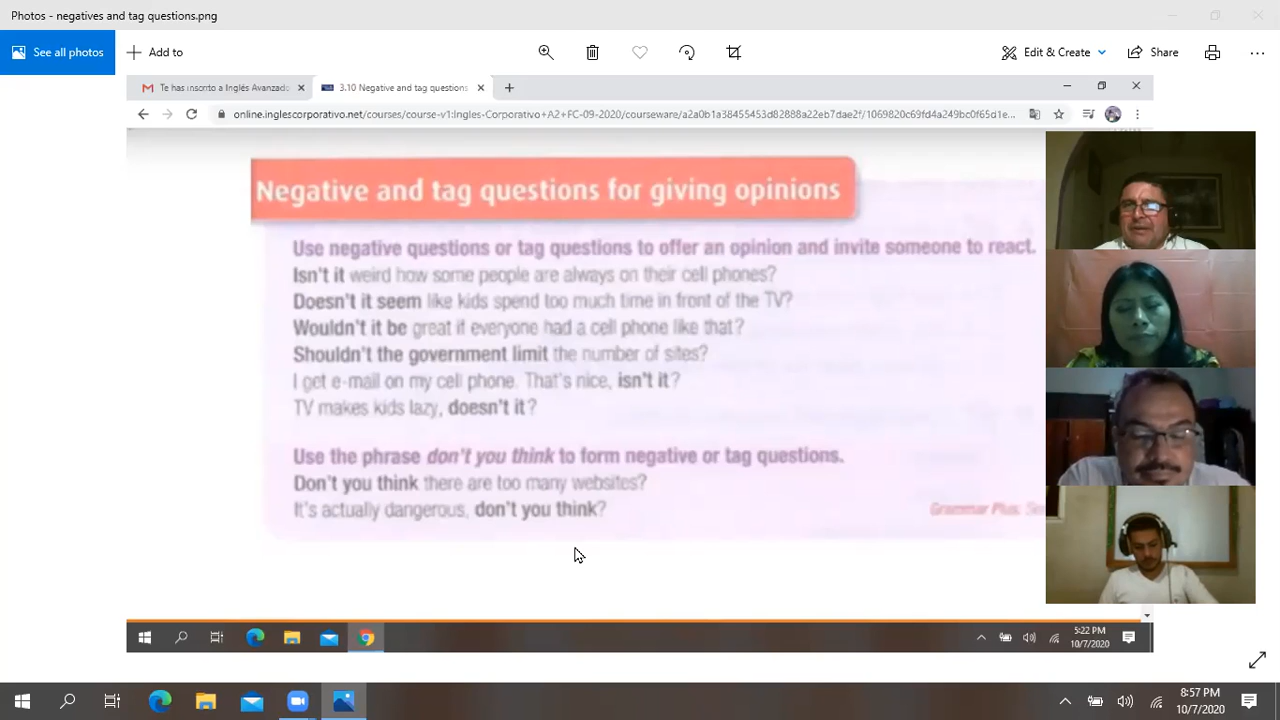 Photos - negatives and tag questions.png
See all photos
Add to
Edit & Create
Share
Te has inscrito a Inglés Avanzado
3.10 Negative and tag questions
online.inglescorporativo.net/courses/course-v1:Ingles-Corporativo+A2+FC-09-2020/courseware/
Negative and tag questions for giving opinions
Use negative questions or tag questions to offer an opinion and invite someone to react.
Isn't it weird how some people are always on their cell phones?
Doesn't it seem like kids spend too much time in front of the TV?
Wouldn't it be great if everyone had a cell phone like that?
Shouldn't the government limit the number of sites?
I get e-mail on my cell phone. That's nice, isn't it?
TV makes kids lazy, doesn't it?
Use the phrase don't you think to form negative or tag questions.
Don't you think there are too many websites?
It's actually dangerous, don't you think?
Grammar Plus.
5:22 PM
10/7/2020
8:57 PM
10/7/2020